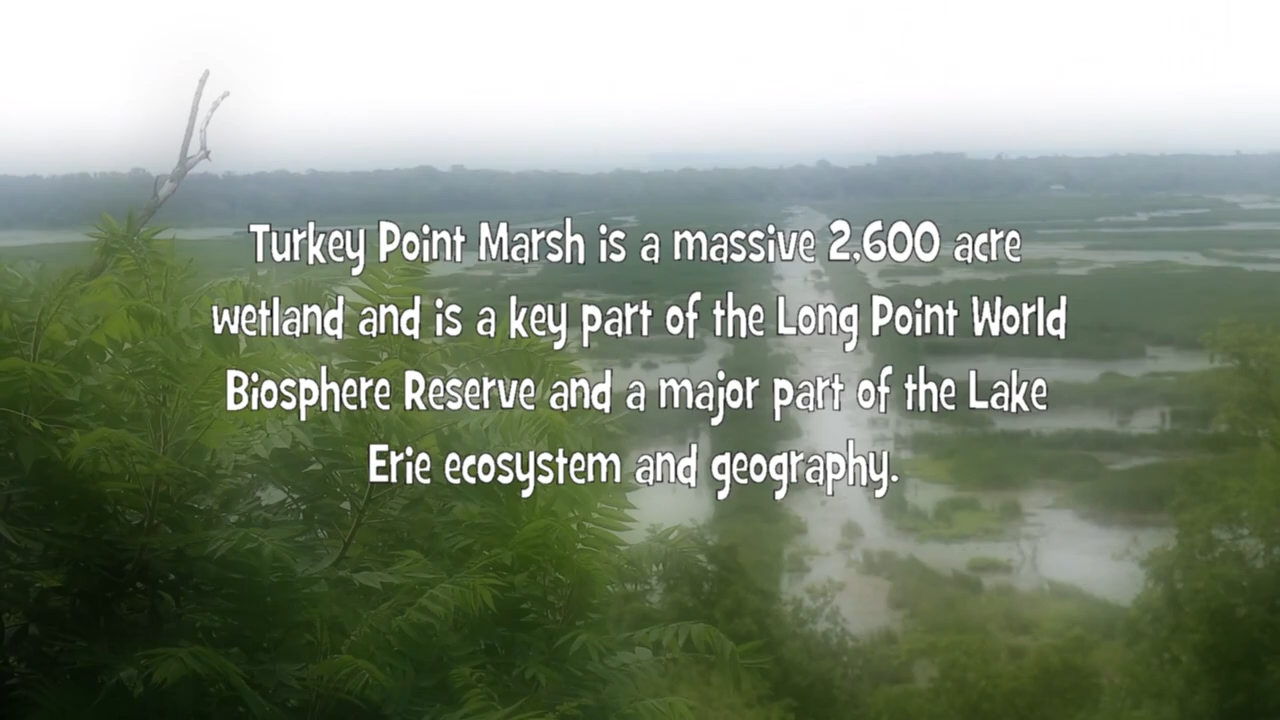 Turkey Point Marsh is a massive 2,600 acre
wetland and is a key part of the Long Point World
Biosphere Reserve and a major part of the Lake
Erie ecosystem and geography.